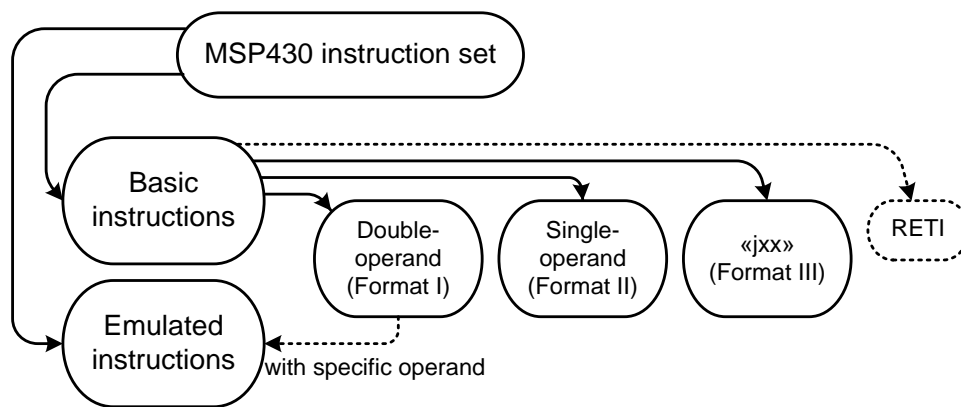 MSP430 instruction set
Basic
instructions
Double-
operand
(Format I)
Single-
operand
(Format II)
«jxx»
(Format III)
RETI
Emulated
instructions
with specific operand